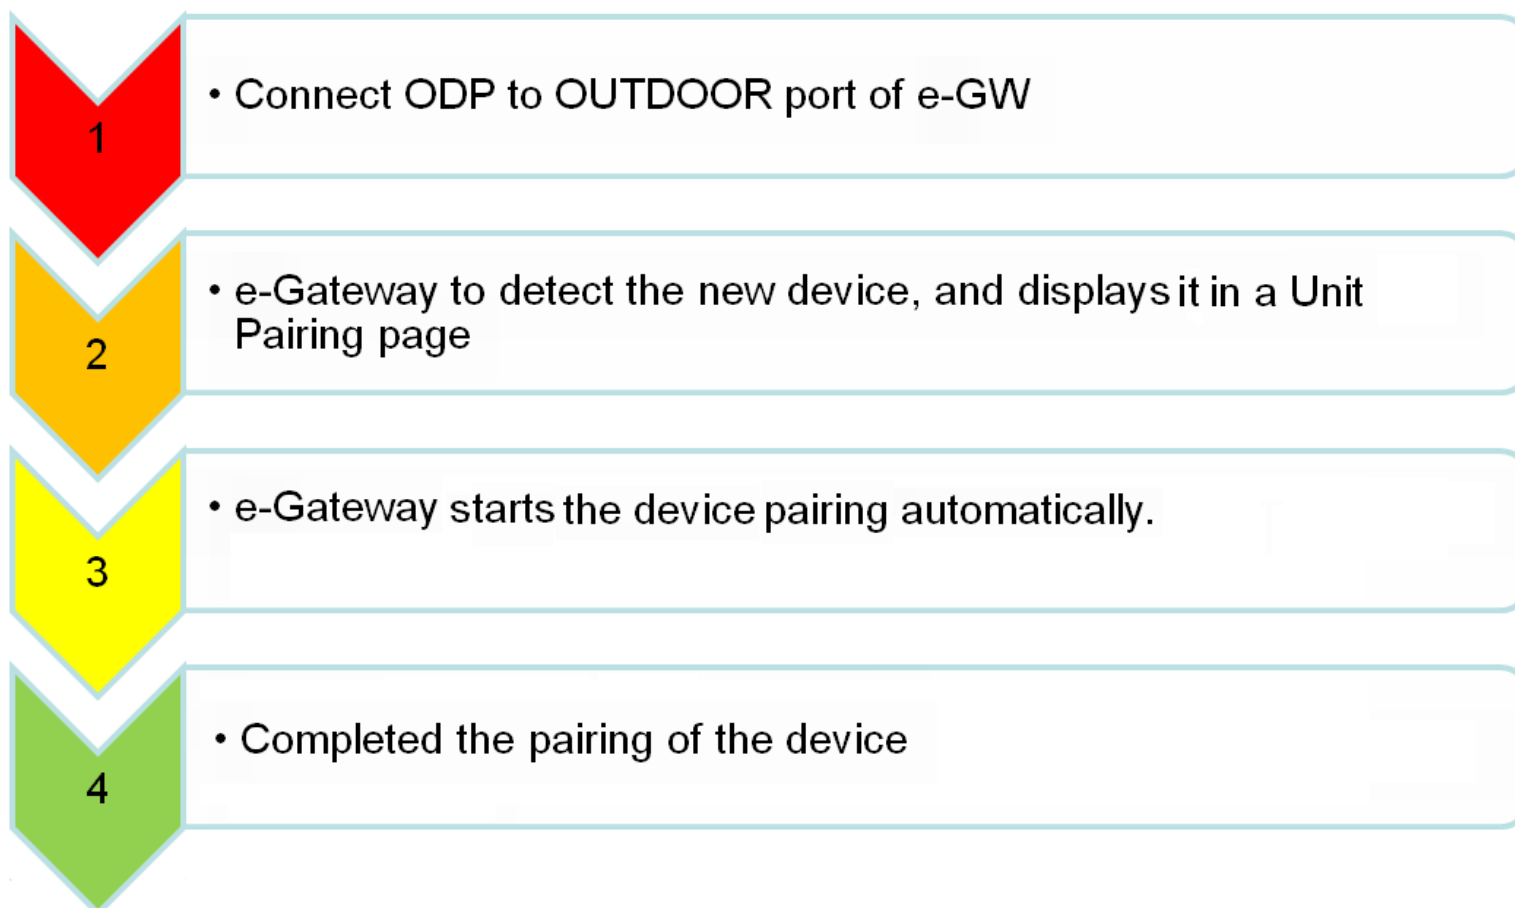 1
• Connect ODP to OUTDOOR port of e-GW
2
• e-Gateway to detect the new device, and displays it in a Unit
Pairing page
3
• e-Gateway starts the device pairing automatically.
4
• Completed the pairing of the device